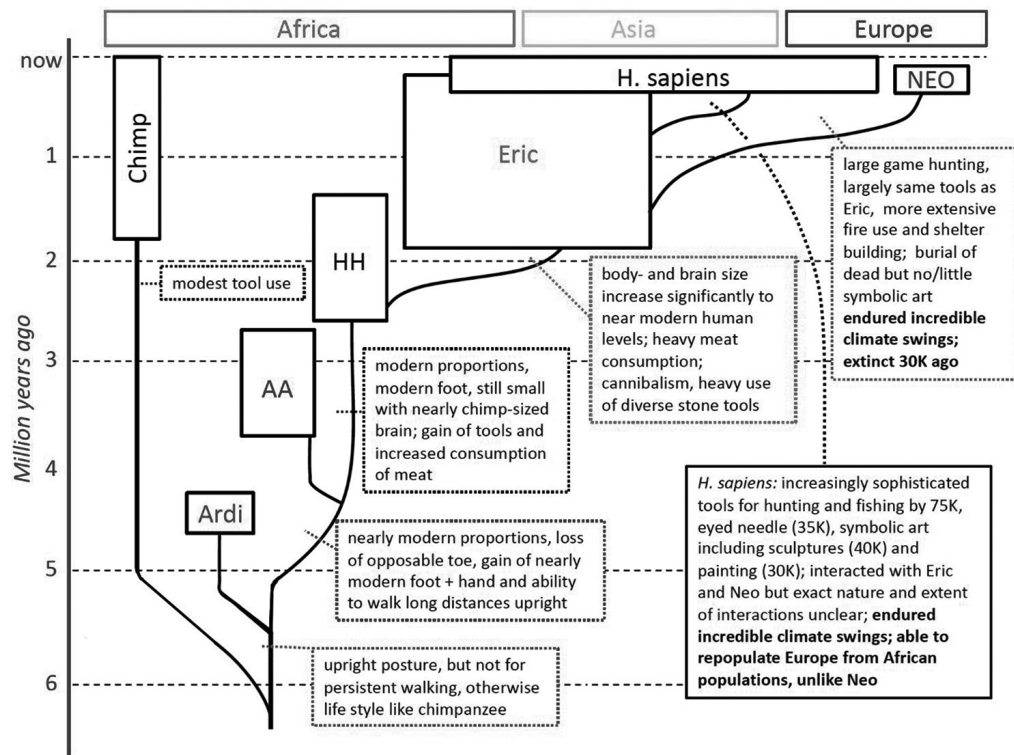 Africa
Asia
Europe
now
1
2
3
4
5
6
Million years ago
Chimp
H. sapiens
NEO
Eric
HH
AA
Ardi
modest tool use
large game hunting,
largely same tools as
Eric, more extensive
fire use and shelter
building; burial of
dead but no/little
symbolic art
endured incredible
climate swings;
extinct 30K ago
body- and brain size
increase significantly to
near modern human
levels; heavy meat
consumption;
cannibalism, heavy use
of diverse stone tools
modern proportions,
modern foot, still small
with nearly chimp-sized
brain; gain of tools and
increased consumption
of meat
nearly modern proportions, loss
of opposable toe, gain of nearly
modern foot + hand and ability
to walk long distances upright
upright posture, but not for
persistent walking, otherwise
life style like chimpanzee
H. sapiens: increasingly sophisticated
tools for hunting and fishing by 75K,
eyed needle (35K), symbolic art
including sculptures (40K) and
painting (30K); interacted with Eric
and Neo but exact nature and extent
of interactions unclear; endured
incredible climate swings; able to
repopulate Europe from African
populations, unlike Neo